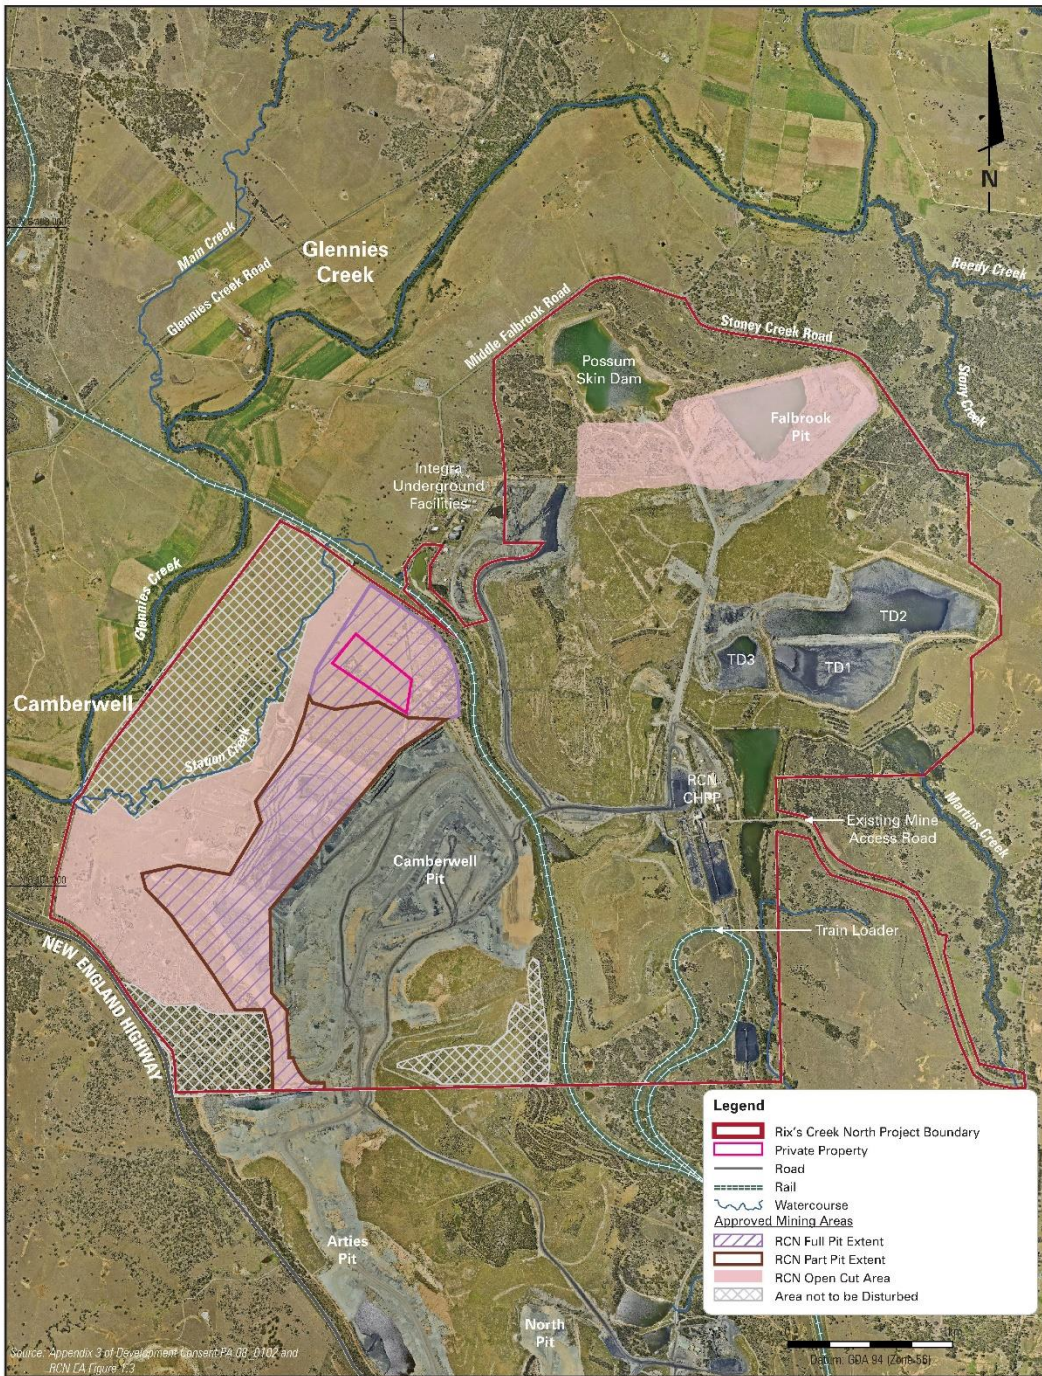 Main Creek
Glennies Creek Road
Glennies
Creek
N
Reedy Creek
Stony Creek
Middle Falbrook Road
Stoney Creek Road
Possum
Skin Dam
Falbrook
Pit
Integra
Underground
Facilities
Glennies Creek
TD2
TD3
TD1
Camberwell
Station Creek
RCN
CHPP
Existing Mine
Access Road
Martins Creek
Camberwell
Pit
Train Loader
NEW ENGLAND HIGHWAY
Arties
Pit
North
Pit
Legend
Rix's Creek North Project Boundary
Private Property
Road
Rail
Watercourse
Approved Mining Areas
RCN Full Pit Extent
RCN Part Pit Extent
RCN Open Cut Area
Area not to be Disturbed
Source: Appendix 3 of Development Consent PA 08_0102 and
RCN EA Figure 1.3
Datum: GDA 94 (Zone 56)